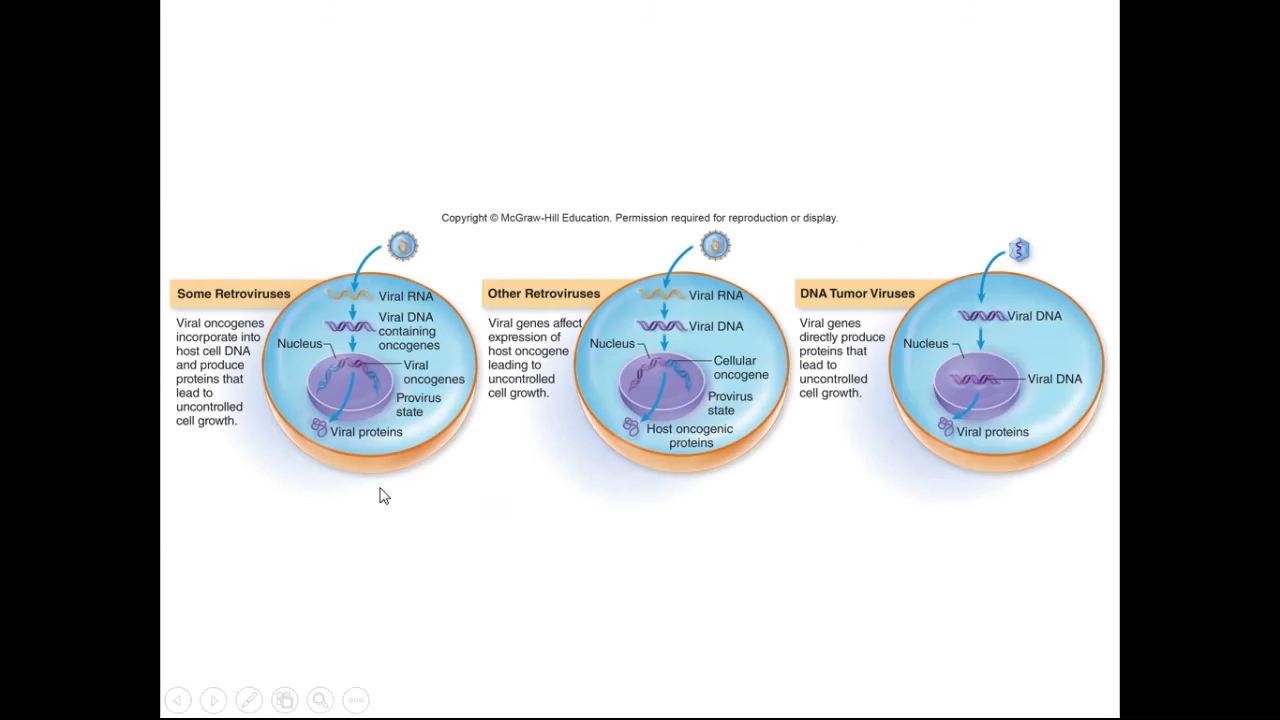 Copyright © McGraw-Hill Education. Permission required for reproduction or display.
Some Retroviruses
Viral oncogenes
incorporate into
host cell DNA
and produce
proteins that
lead to
uncontrolled
cell growth.
Viral RNA
Viral DNA
containing
oncogenes
Nucleus
Viral
oncogenes
Provirus
state
Viral proteins
Other Retroviruses
Viral genes affect
expression of
host oncogene
leading to
uncontrolled
cell growth.
Viral RNA
Viral DNA
Nucleus
Cellular
oncogene
Provirus
state
Host oncogenic
proteins
DNA Tumor Viruses
Viral genes
directly produce
proteins that
lead to
uncontrolled
cell growth.
Viral DNA
Nucleus
Viral DNA
Viral proteins